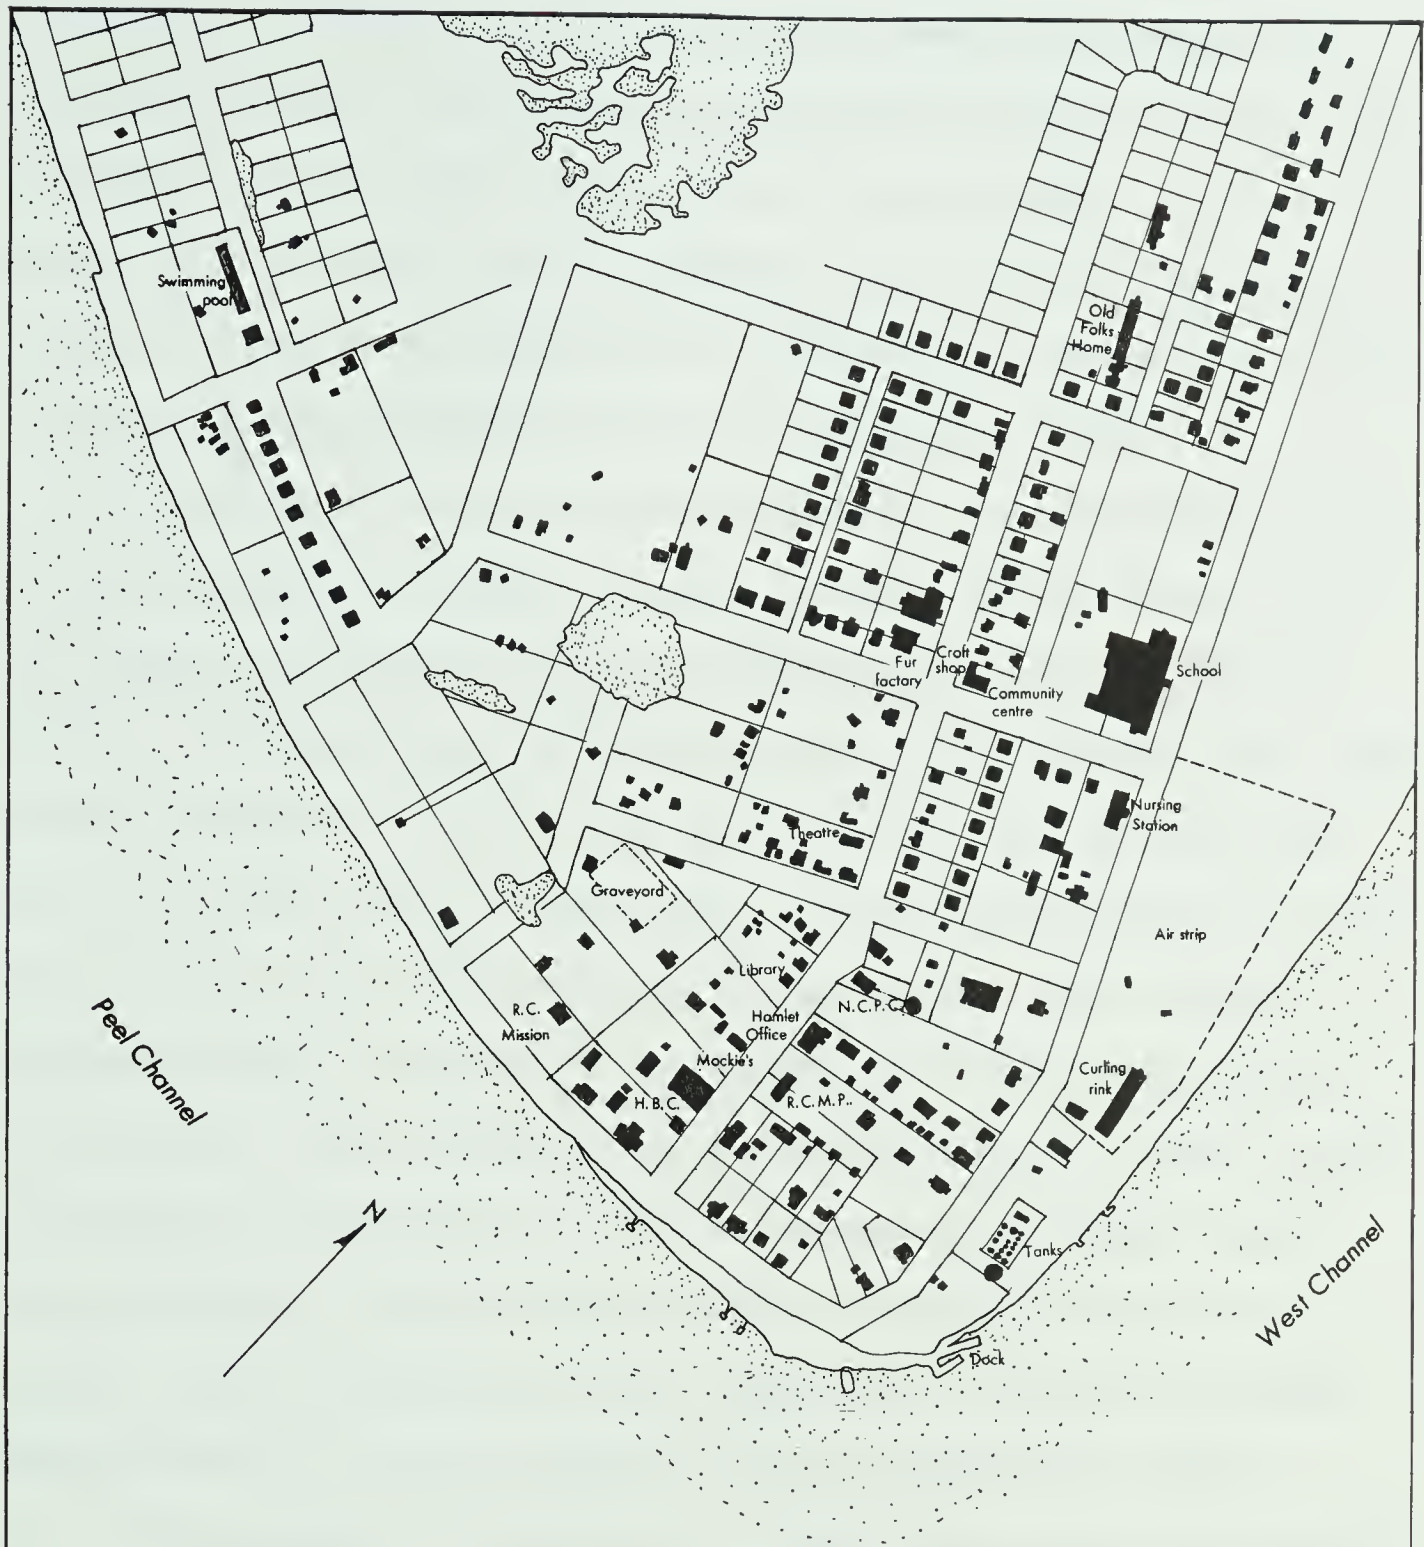 Swimming
pool
Old
Folks
Home
Fur
factory
Craft
shop
Community
centre
School
Nursing
Station
Theatre
Graveyard
Air strip
Library
N.C.P.C.
R.C.
Mission
Hamlet
Office
Mackie's
H.B.C.
R.C.M.P.
Curling
rink
Peel Channel
N
Tanks
West Channel
Dock